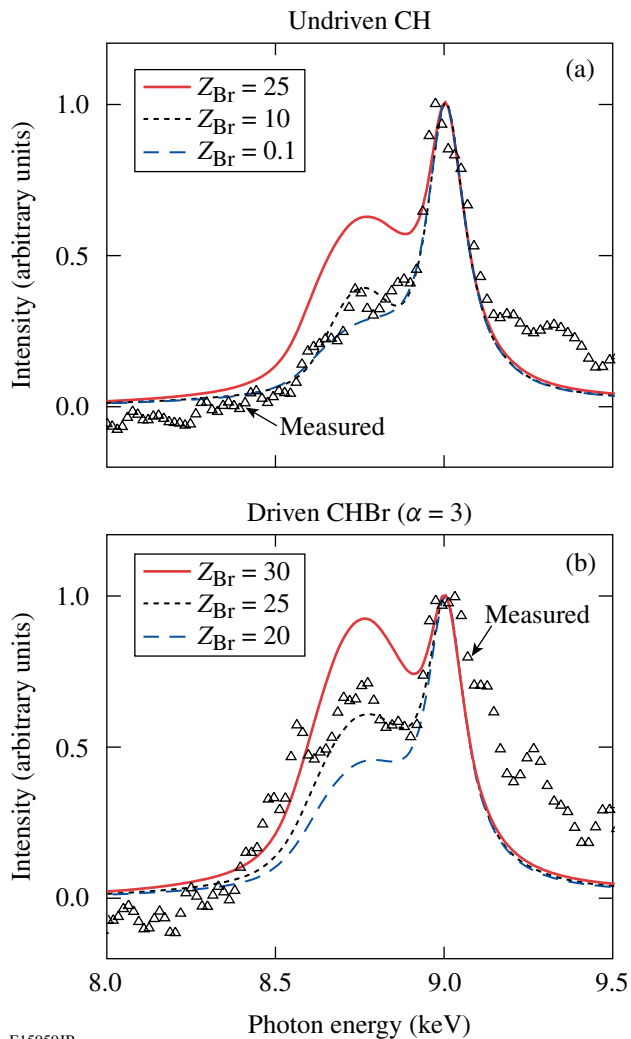 Undriven CH
(a)
Z_Br = 25
Z_Br = 10
Z_Br = 0.1
1.0
0.5
0.0
Intensity (arbitrary units)
Measured
Driven CHBr (α = 3)
(b)
Z_Br = 30
Z_Br = 25
Z_Br = 20
Measured
1.0
0.5
0.0
Intensity (arbitrary units)
8.0 8.5 9.0 9.5
Photon energy (keV)